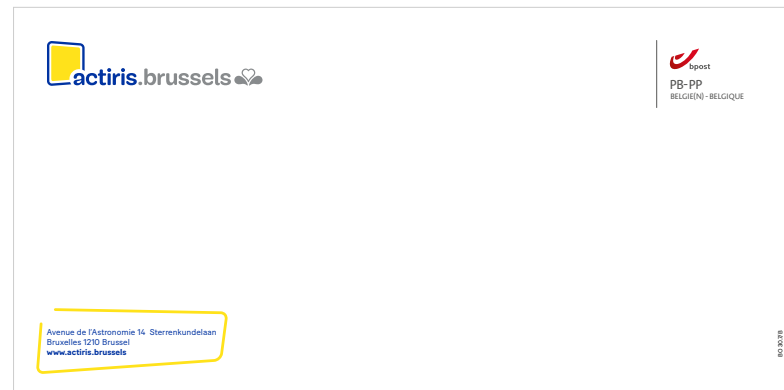 actiris.brussels
bpost
PB-PP
BELGIE(N) - BELGIQUE
Avenue de l'Astronomie 14 Sterrenkundelaan
Bruxelles 1210 Brussel
www.actiris.brussels